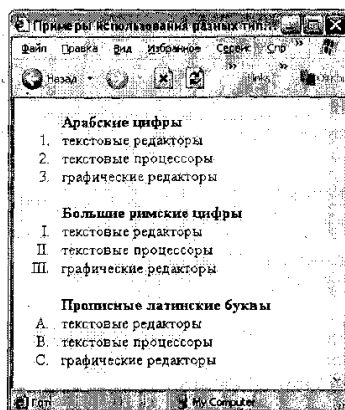 Примеры использования разных типо
Файл Правка Вид Избранное Сервис Спр »
Назад Links
Арабские цифры
1. текстовые редакторы
2. текстовые процессоры
3. графические редакторы
Большие римские цифры
I. текстовые редакторы
II. текстовые процессоры
III. графические редакторы
Прописные латинские буквы
A. текстовые редакторы
B. текстовые процессоры
C. графические редакторы
My Computer